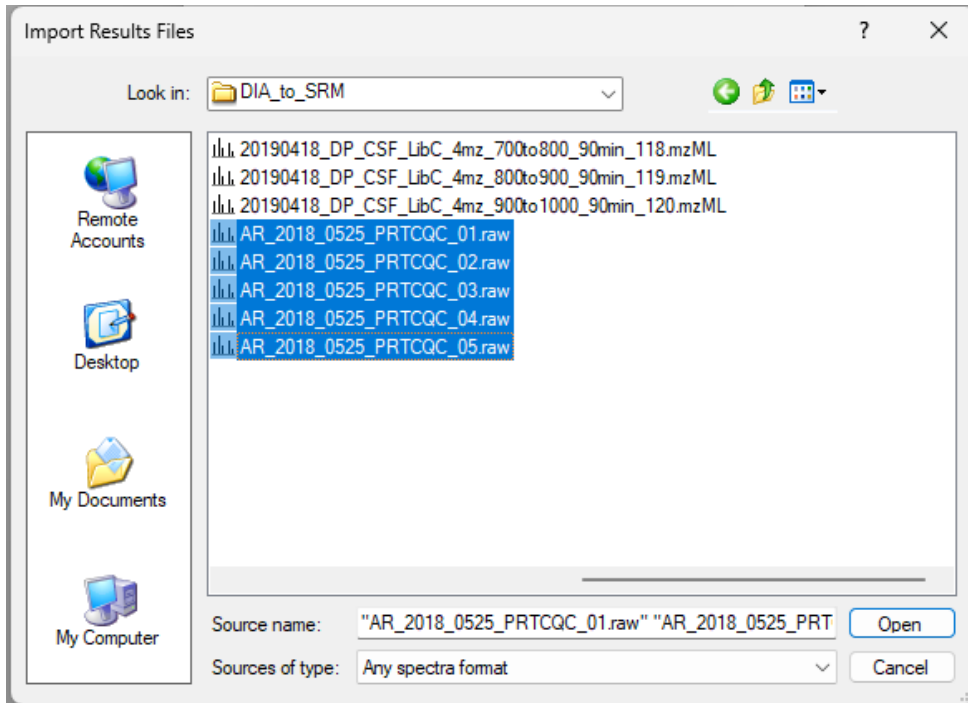 Import Results Files
?
Look in:
DIA_to_SRM
20190418_DP_CSF_LibC_4mz_700to800_90min_118.mzML
20190418_DP_CSF_LibC_4mz_800to900_90min_119.mzML
20190418_DP_CSF_LibC_4mz_900to1000_90min_120.mzML
AR_2018_0525_PRTCQC_01.raw
AR_2018_0525_PRTCQC_02.raw
AR_2018_0525_PRTCQC_03.raw
AR_2018_0525_PRTCQC_04.raw
AR_2018_0525_PRTCQC_05.raw
Remote
Accounts
Desktop
My Documents
My Computer
Source name:
"AR_2018_0525_PRTCQC_01.raw" "AR_2018_0525_PRT
Open
Sources of type:
Any spectra format
Cancel